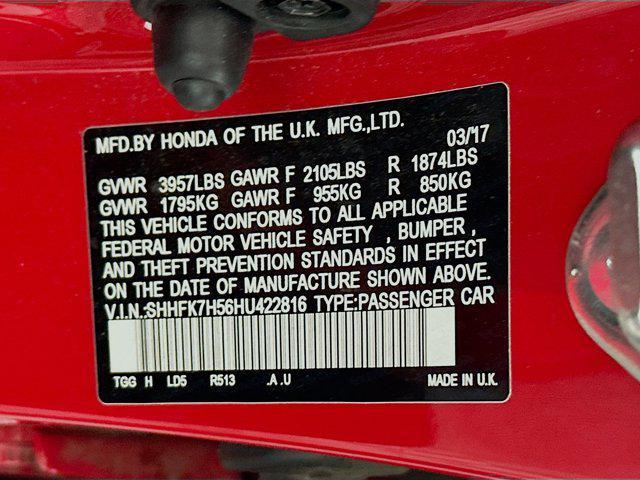 MFD.BY HONDA OF THE U.K. MFG.,LTD. 03/17
GVWR 3957LBS GAWR F 2105LBS R 1874LBS
GVWR 1795KG GAWR F 955KG R 850KG
THIS VEHICLE CONFORMS TO ALL APPLICABLE
FEDERAL MOTOR VEHICLE SAFETY , BUMPER ,
AND THEFT PREVENTION STANDARDS IN EFFECT
ON THE DATE OF MANUFACTURE SHOWN ABOVE.
V.I.N.:SHHFK7H56HU422816 TYPE:PASSENGER CAR
TGG H LD5 R513 .A .U MADE IN U.K.